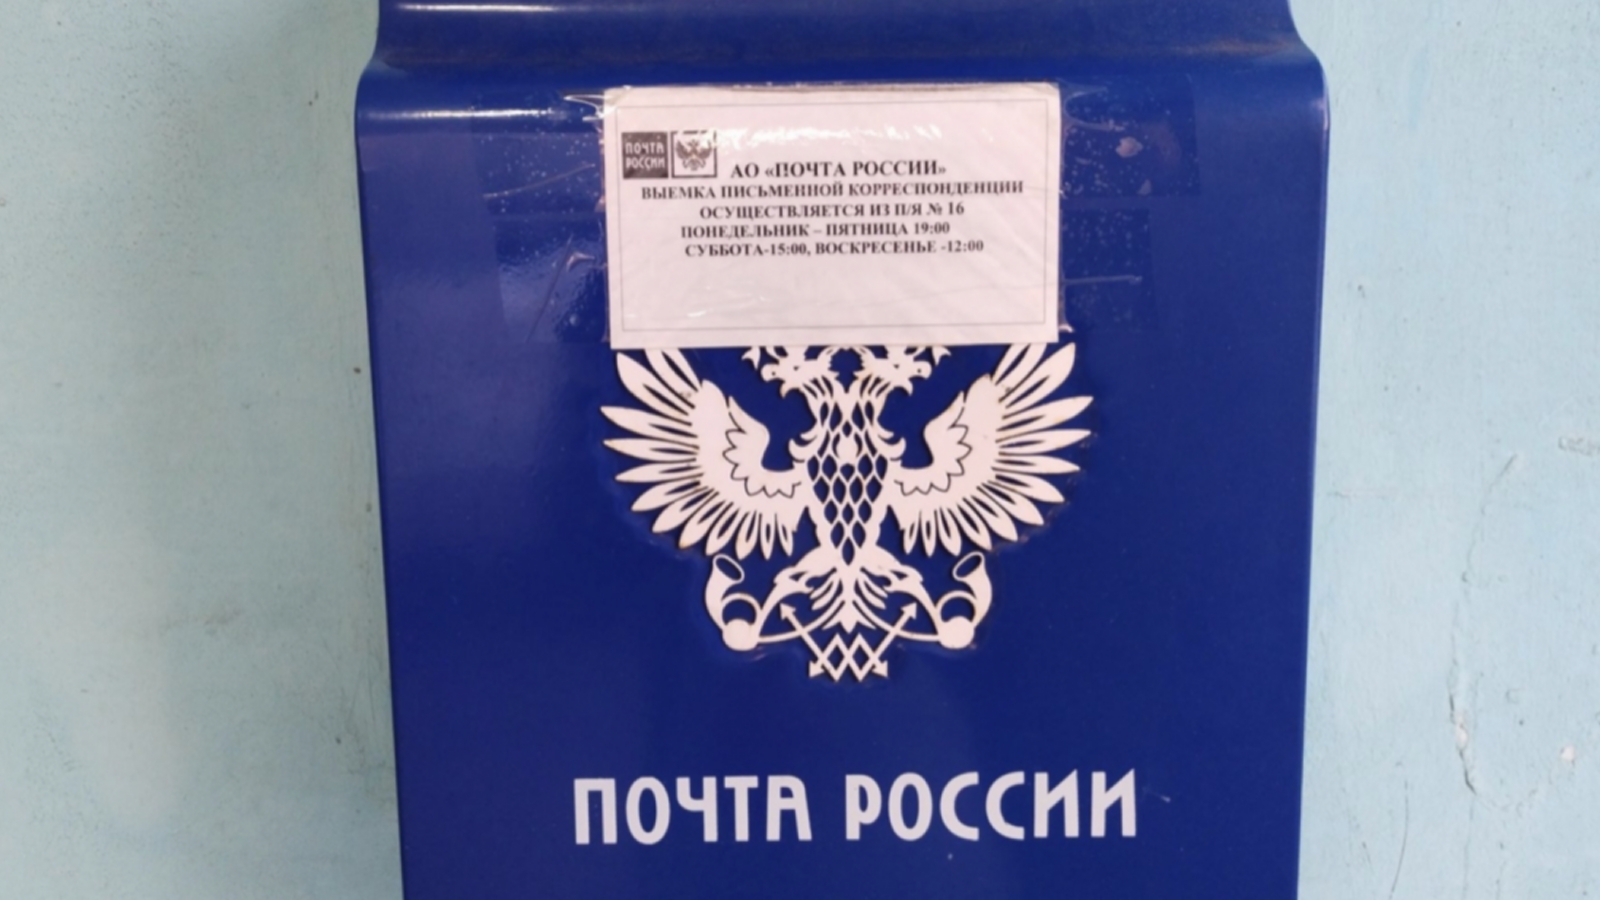 ПОЧТА
РОССИИ
АО «ПОЧТА РОССИИ»
ВЫЕМКА ПИСЬМЕННОЙ КОРРЕСПОНДЕНЦИИ
ОСУЩЕСТВЛЯЕТСЯ ИЗ П/Я № 16
ПОНЕДЕЛЬНИК – ПЯТНИЦА 19:00
СУББОТА-15:00, ВОСКРЕСЕНЬЕ -12:00
ПОЧТА РОССИИ